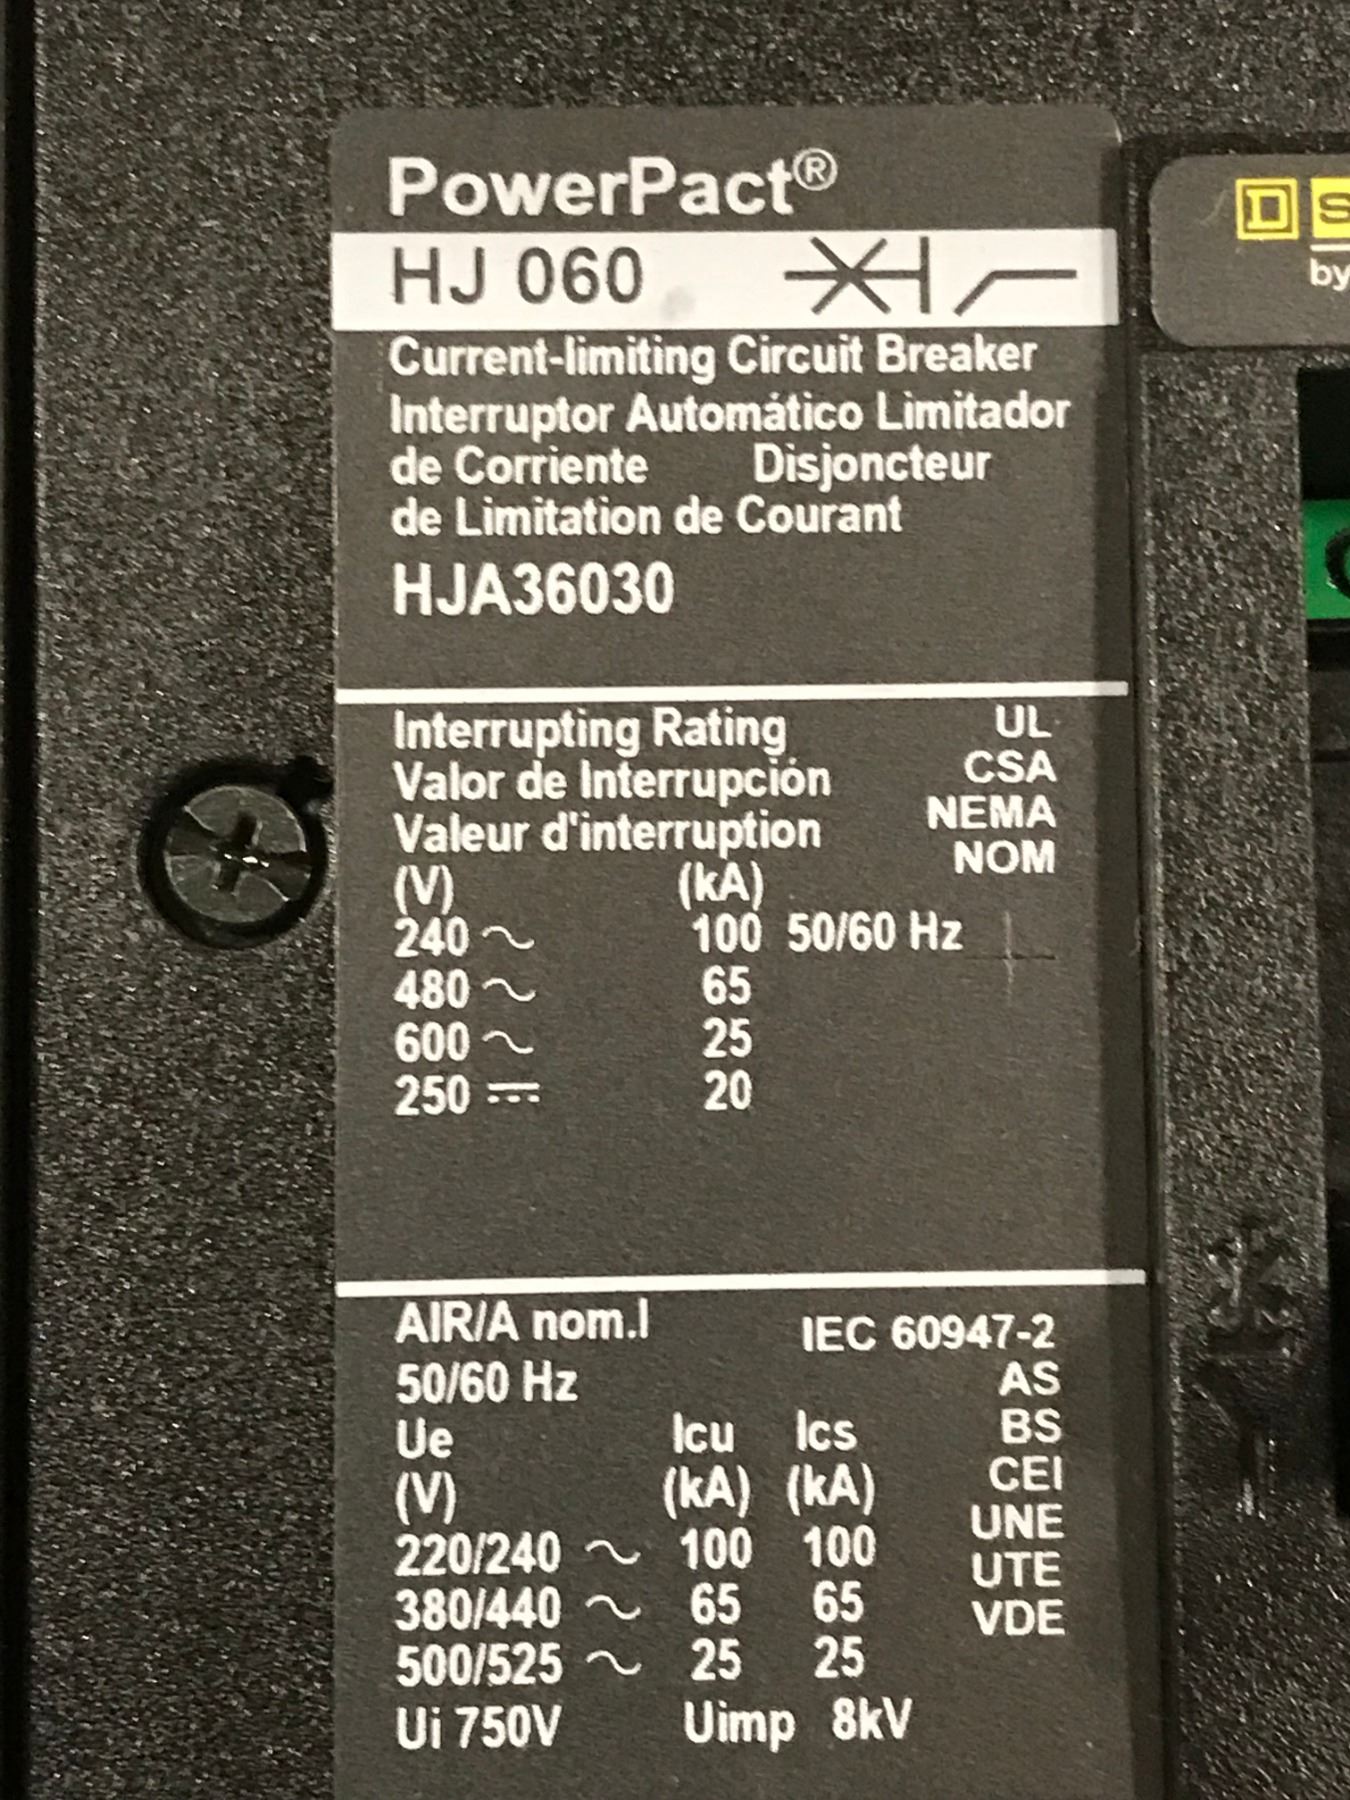 PowerPact®
HJ 060
D S
by
Current-limiting Circuit Breaker
Interruptor Automático Limitador
de Corriente Disjoncteur
de Limitation de Courant
HJA36030
Interrupting Rating UL
Valor de Interrupción CSA
Valeur d'interruption NEMA
NOM
(V) (kA)
240 ~ 100 50/60 Hz
480 ~ 65
600 ~ 25
250 ⎓ 20
AIR/A nom.I IEC 60947-2
50/60 Hz AS
Ue Icu Ics BS
(V) (kA) (kA) CEI
UNE
220/240 ~ 100 100 UTE
380/440 ~ 65 65 VDE
500/525 ~ 25 25
Ui 750V Uimp 8kV